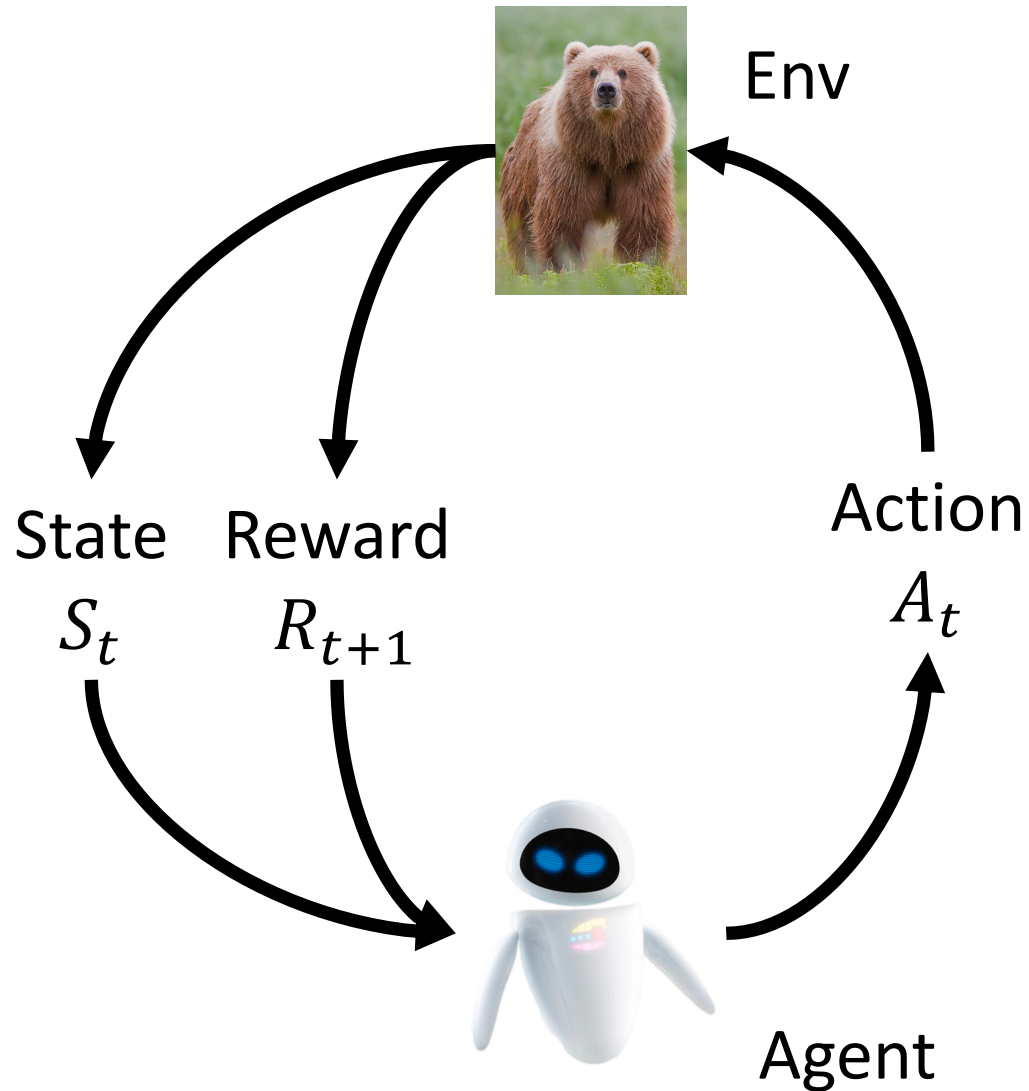 Env
State
S_t
Reward
R_{t+1}
Action
A_t
Agent